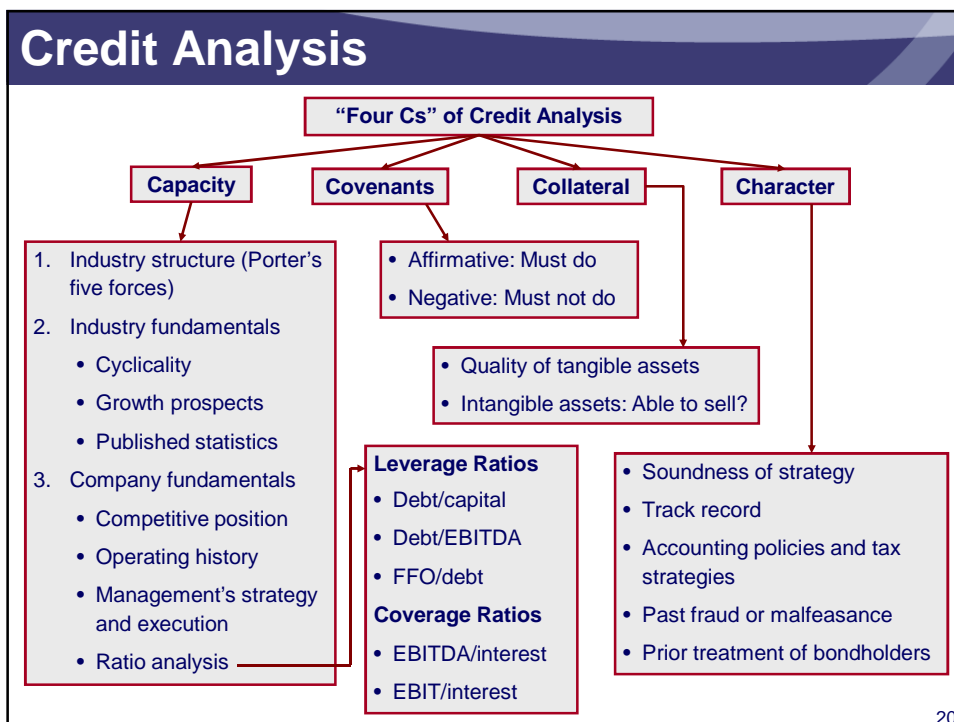 Credit Analysis
“Four Cs” of Credit Analysis
Capacity
Covenants
Collateral
Character
1. Industry structure (Porter’s
five forces)
2. Industry fundamentals
• Cyclicality
• Growth prospects
• Published statistics
3. Company fundamentals
• Competitive position
• Operating history
• Management’s strategy
and execution
• Ratio analysis
• Affirmative: Must do
• Negative: Must not do
• Quality of tangible assets
• Intangible assets: Able to sell?
Leverage Ratios
• Debt/capital
• Debt/EBITDA
• FFO/debt
Coverage Ratios
• EBITDA/interest
• EBIT/interest
• Soundness of strategy
• Track record
• Accounting policies and tax
strategies
• Past fraud or malfeasance
• Prior treatment of bondholders
20